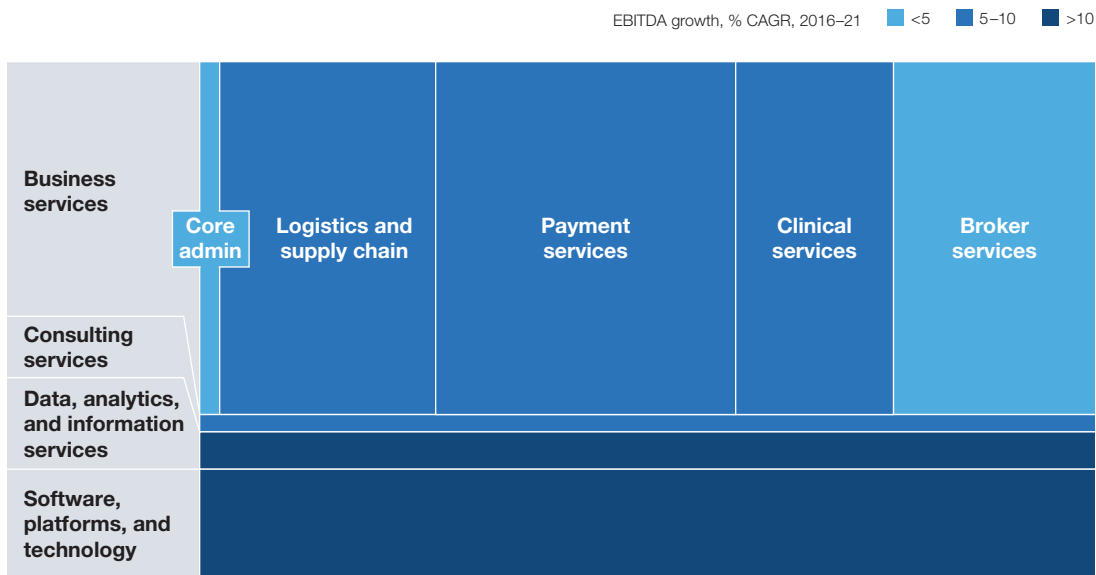 EBITDA growth, % CAGR, 2016–21
<5
5–10
>10
Business
services
Core
admin
Logistics and
supply chain
Payment
services
Clinical
services
Broker
services
Consulting
services
Data, analytics,
and information
services
Software,
platforms, and
technology